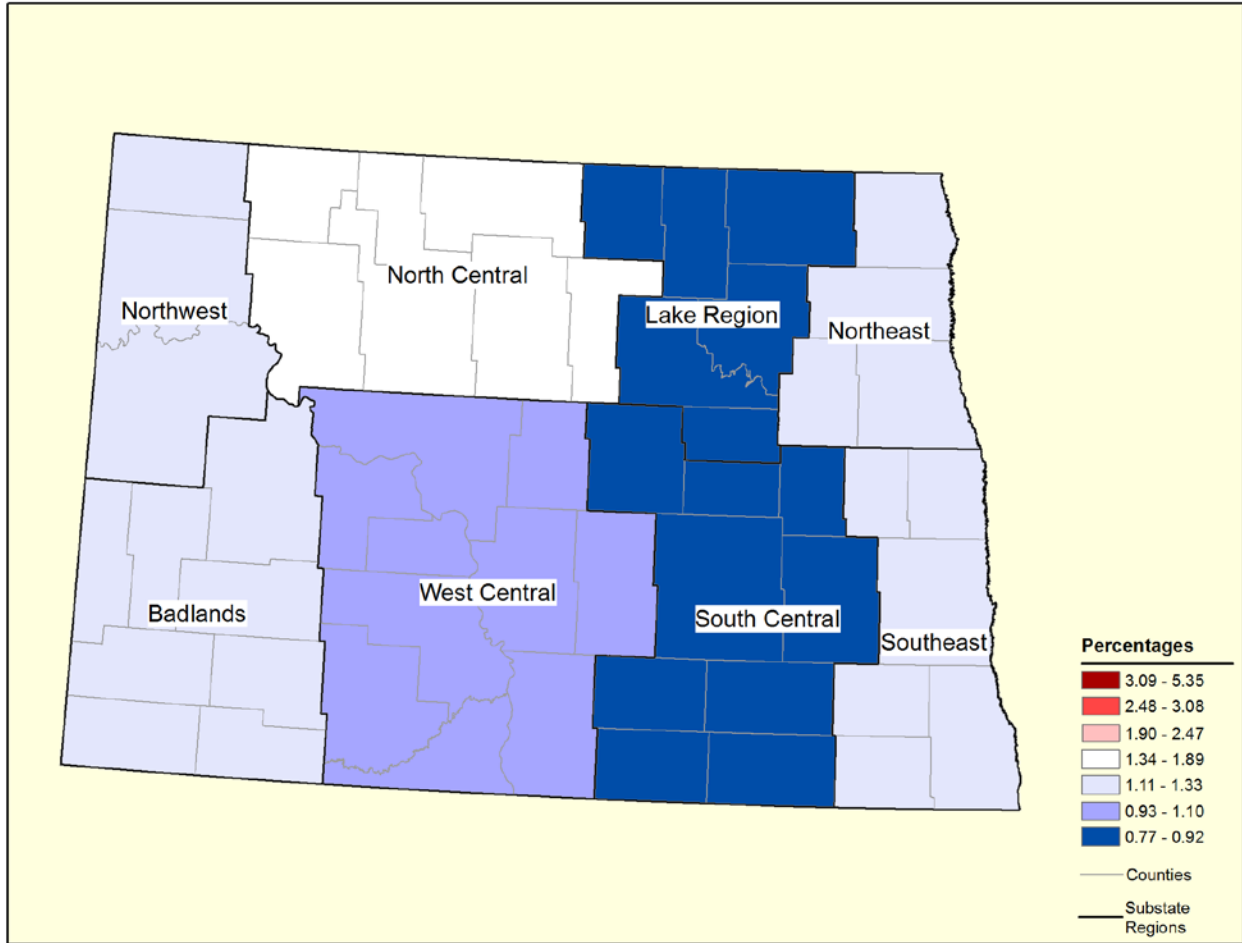 North Central
Northwest
Lake Region
Northeast
West Central
Badlands
South Central
Southeast
Percentages
3.09 - 5.35
2.48 - 3.08
1.90 - 2.47
1.34 - 1.89
1.11 - 1.33
0.93 - 1.10
0.77 - 0.92
Counties
Substate
Regions